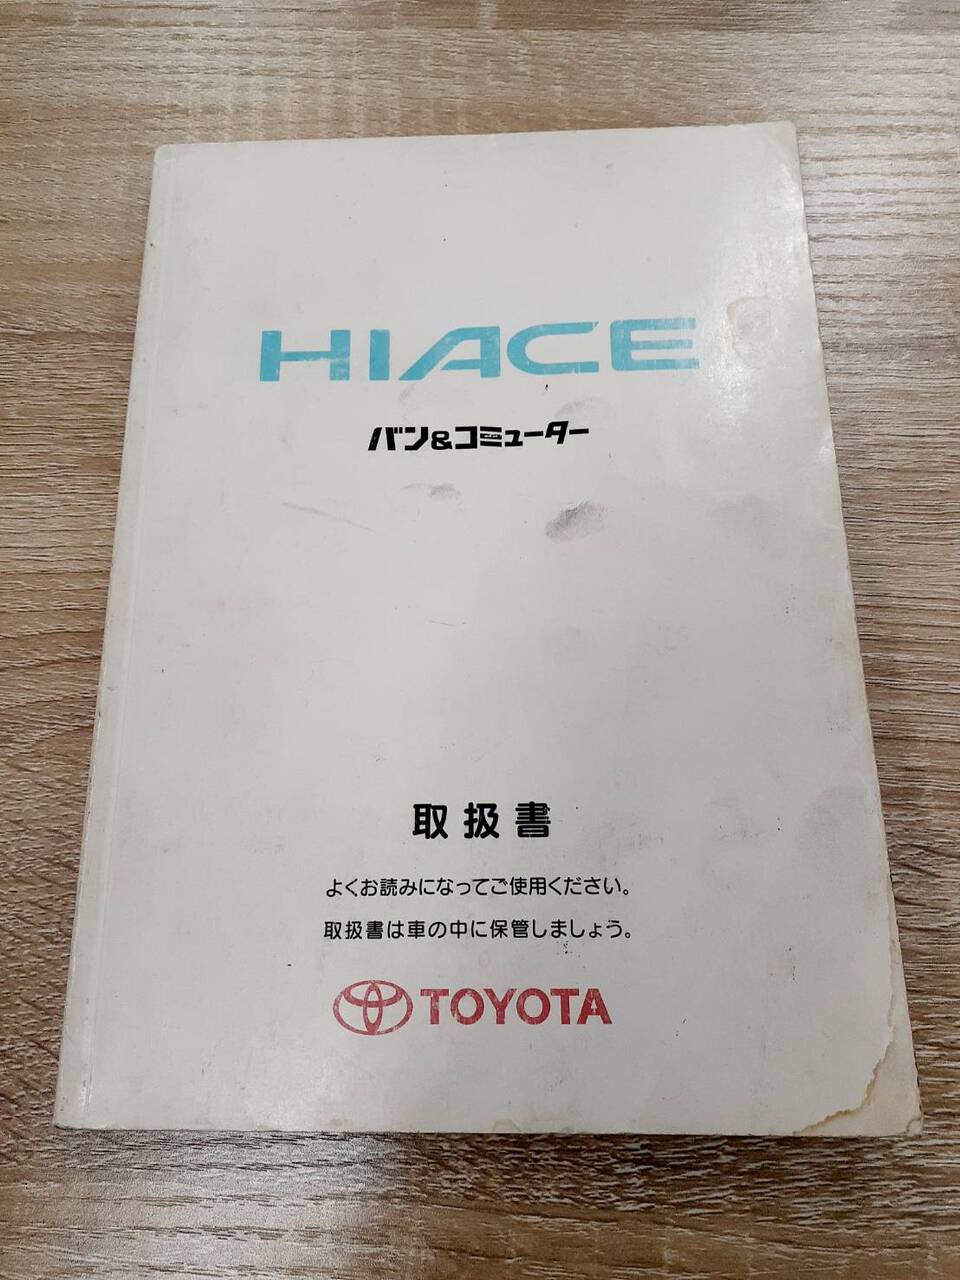 HIACE
バン&コミューター
取扱書
よくお読みになってご使用ください。
取扱書は車の中に保管しましょう。
TOYOTA